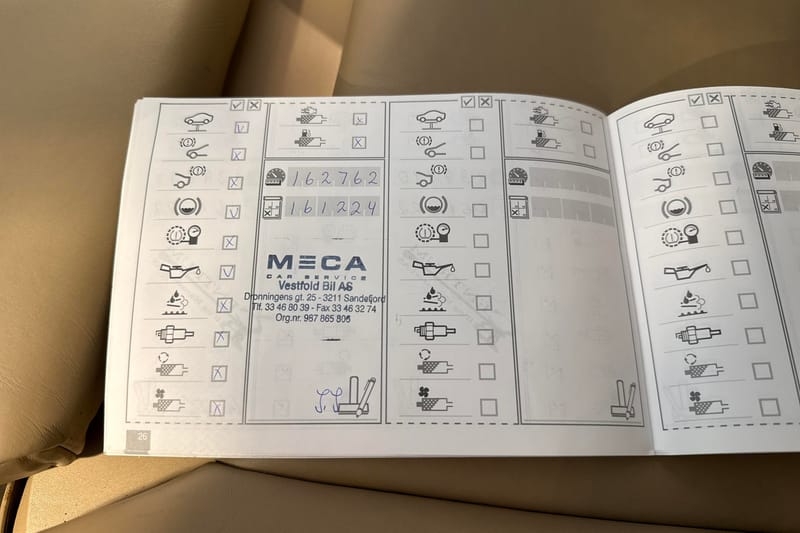 162762
161224
MECA
CAR SERVICE
Vestfold Bil AS
Dronningens gt. 25 - 3211 Sandefjord
Tlf. 33 46 80 39 - Fax 33 46 32 74
Org.nr. 987 865 806
26